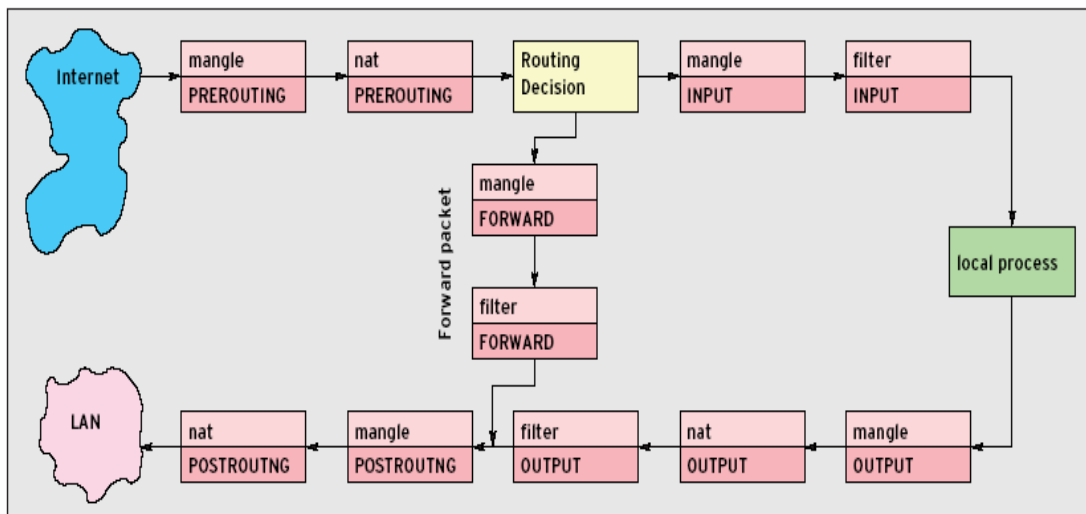 Internet
mangle
PREROUTING
nat
PREROUTING
Routing
Decision
mangle
INPUT
filter
INPUT
mangle
FORWARD
Forward packet
filter
FORWARD
local process
LAN
nat
POSTROUTNG
mangle
POSTROUTNG
filter
OUTPUT
nat
OUTPUT
mangle
OUTPUT